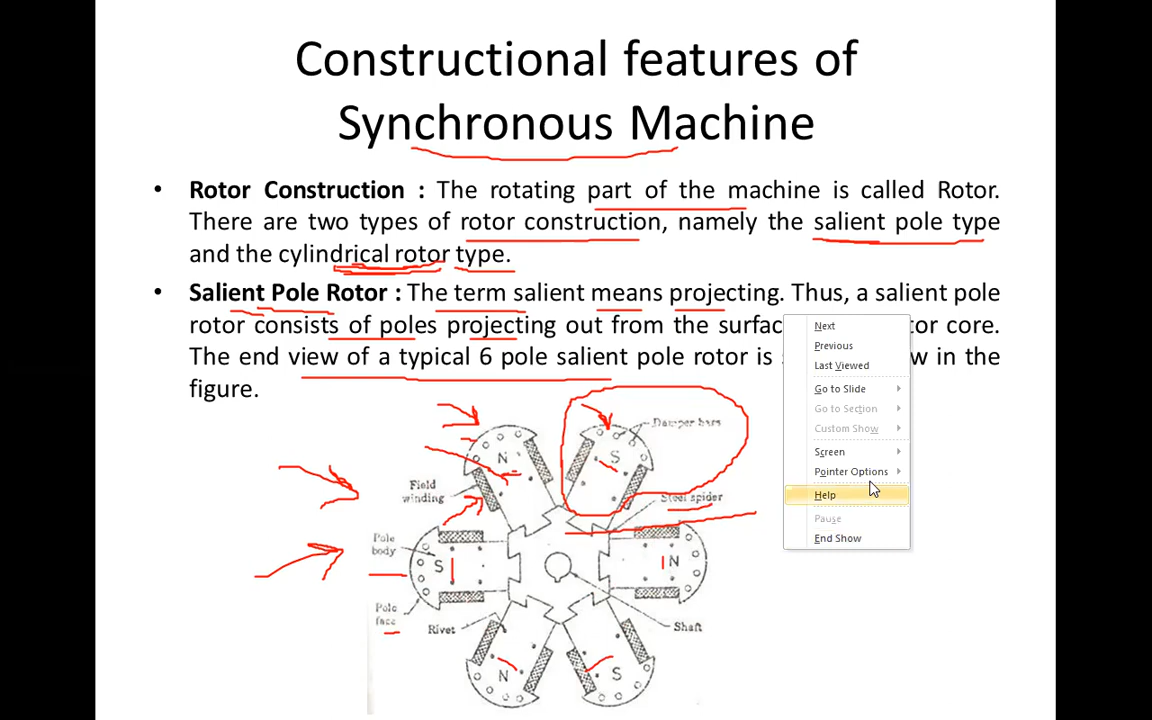 Constructional features of
Synchronous Machine
• Rotor Construction : The rotating part of the machine is called Rotor.
There are two types of rotor construction, namely the salient pole type
and the cylindrical rotor type.
• Salient Pole Rotor : The term salient means projecting. Thus, a salient pole
rotor consists of poles projecting out from the surfac tor core.
The end view of a typical 6 pole salient pole rotor is s w in the
figure.
Next
Previous
Last Viewed
Go to Slide
Go to Section
Custom Show
Screen
Pointer Options
Help
Pause
End Show
Damper bars
N
S
Field
winding
Steel spider
Pole
body
S
N
Pole
face
Rivet
Shaft
N
S